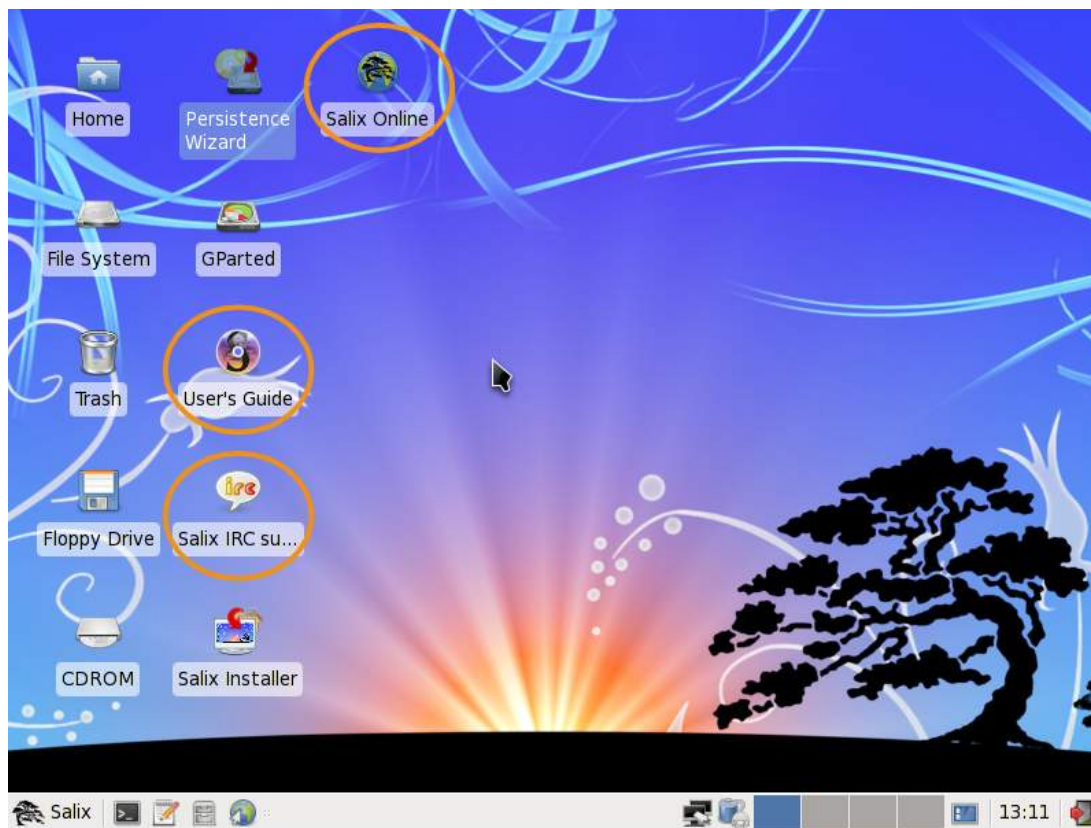 Home
Persistence
Wizard
Salix Online
File System
GParted
Trash
User's Guide
Floppy Drive
irc
Salix IRC su...
CDROM
Salix Installer
Salix
13:11